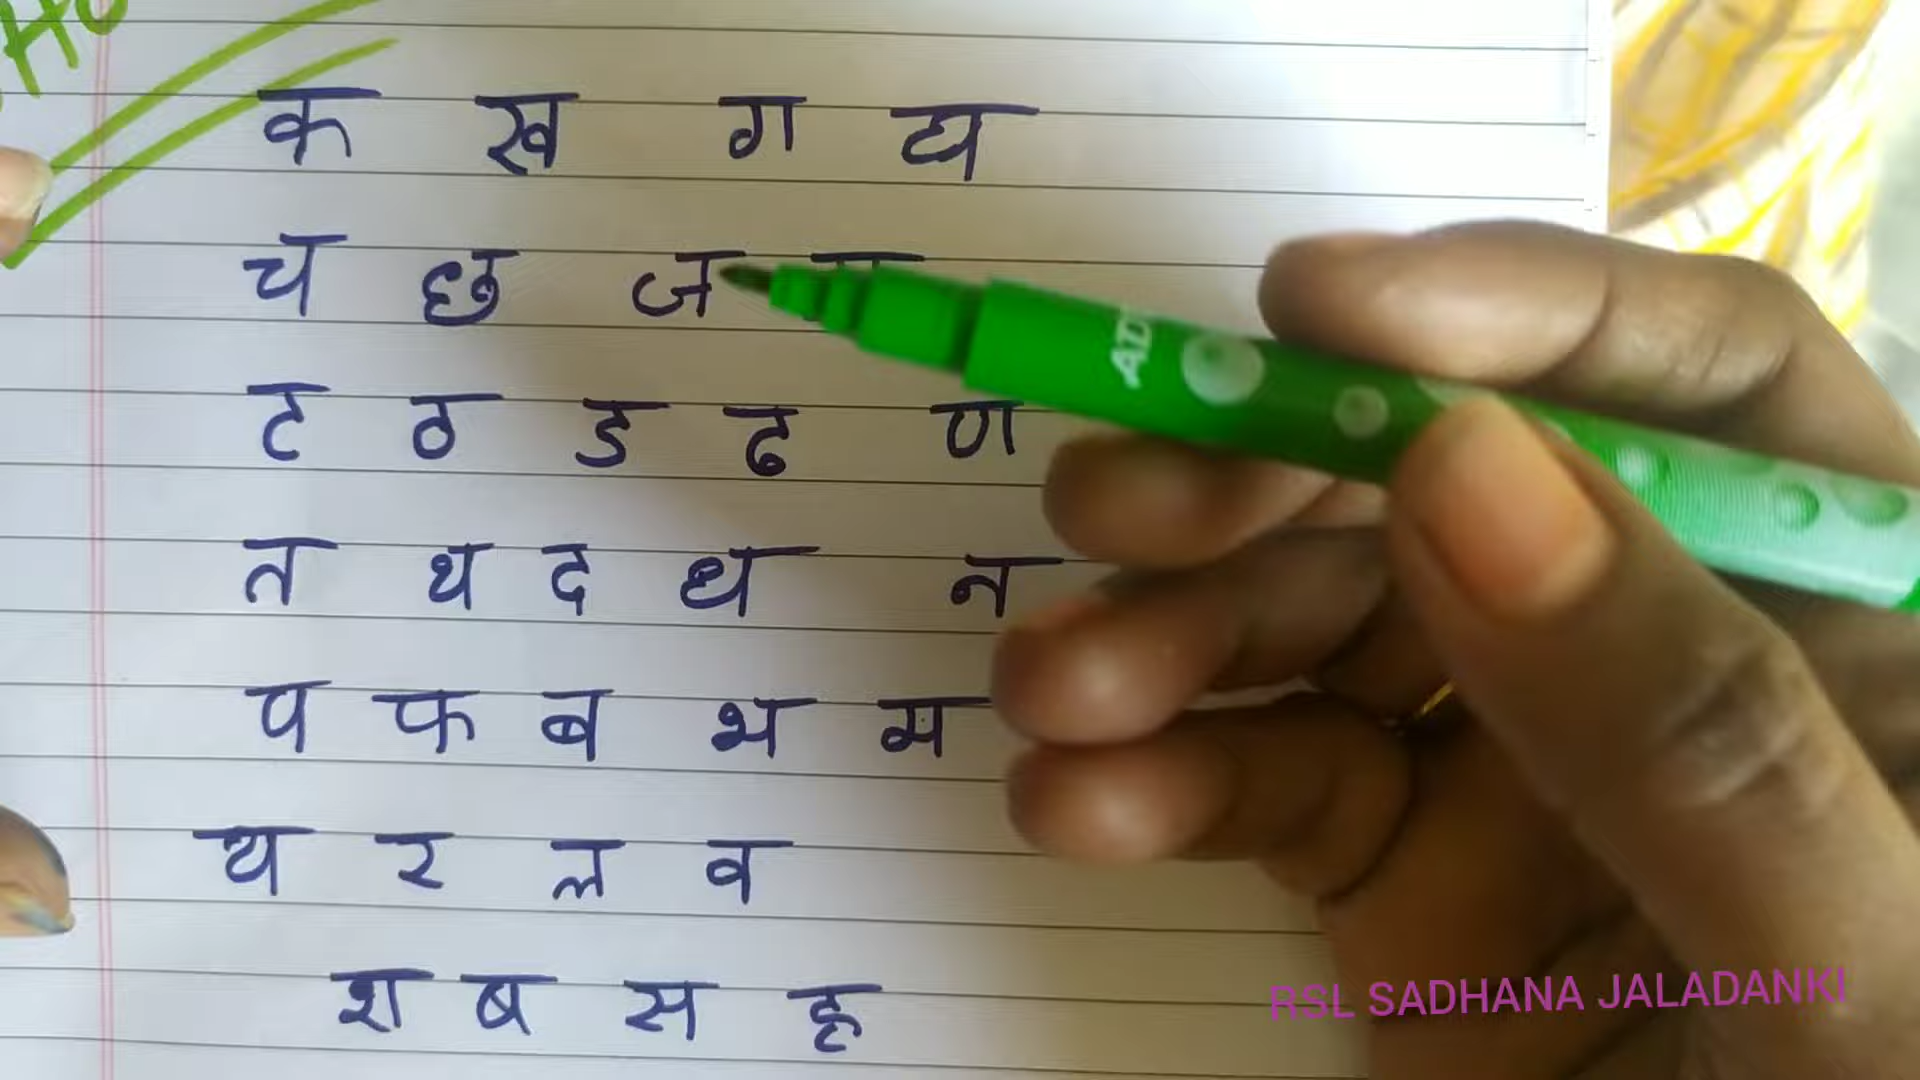 क ख ग घ
च छ ज
ट ठ ड ढ ण
त थ द ध न
प फ ब भ म
य र ल व
श ष स ह
RSL SADHANA JALADANKI